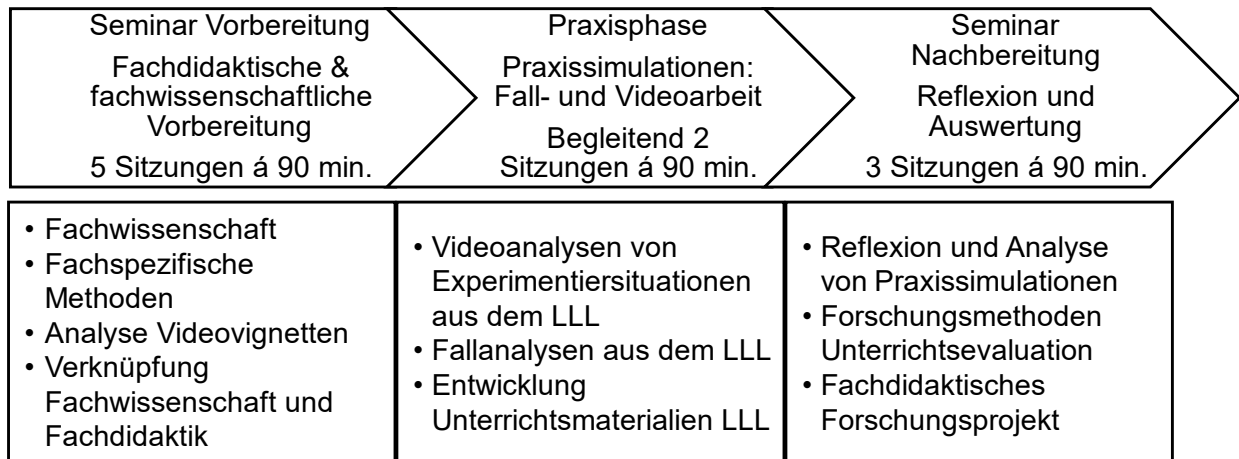 Seminar Vorbereitung
Fachdidaktische &
fachwissenschaftliche
Vorbereitung
5 Sitzungen á 90 min.
Praxisphase
Praxissimulationen:
Fall- und Videoarbeit
Begleitend 2
Sitzungen á 90 min.
Seminar
Nachbereitung
Reflexion und
Auswertung
3 Sitzungen á 90 min.
• Fachwissenschaft
• Fachspezifische
Methoden
• Analyse Videovignetten
• Verknüpfung
Fachwissenschaft und
Fachdidaktik
• Videoanalysen von
Experimentiersituationen
aus dem LLL
• Fallanalysen aus dem LLL
• Entwicklung
Unterrichtsmaterialien LLL
• Reflexion und Analyse
von Praxissimulationen
• Forschungsmethoden
Unterrichtsevaluation
• Fachdidaktisches
Forschungsprojekt